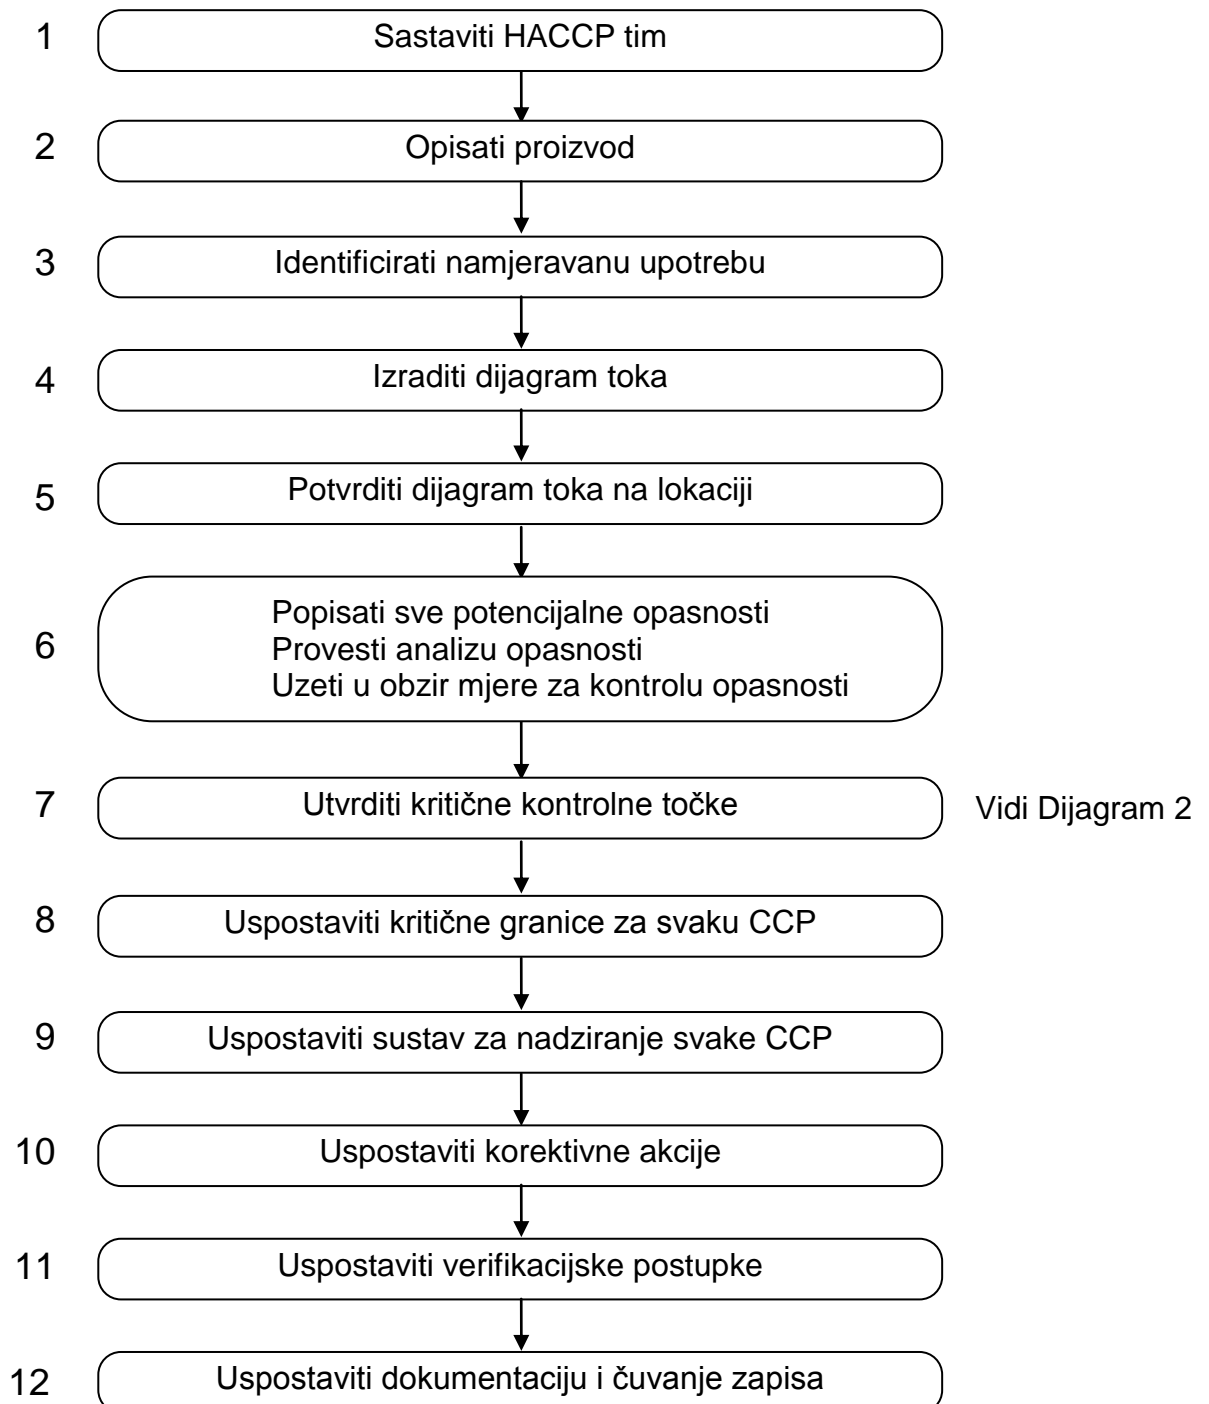 1 Sastaviti HACCP tim
2 Opisati proizvod
3 Identificirati namjeravanu upotrebu
4 Izraditi dijagram toka
5 Potvrditi dijagram toka na lokaciji
Popisati sve potencijalne opasnosti
6 Provesti analizu opasnosti
Uzeti u obzir mjere za kontrolu opasnosti
7 Utvrditi kritične kontrolne točke Vidi Dijagram 2
8 Uspostaviti kritične granice za svaku CCP
9 Uspostaviti sustav za nadziranje svake CCP
10 Uspostaviti korektivne akcije
11 Uspostaviti verifikacijske postupke
12 Uspostaviti dokumentaciju i čuvanje zapisa